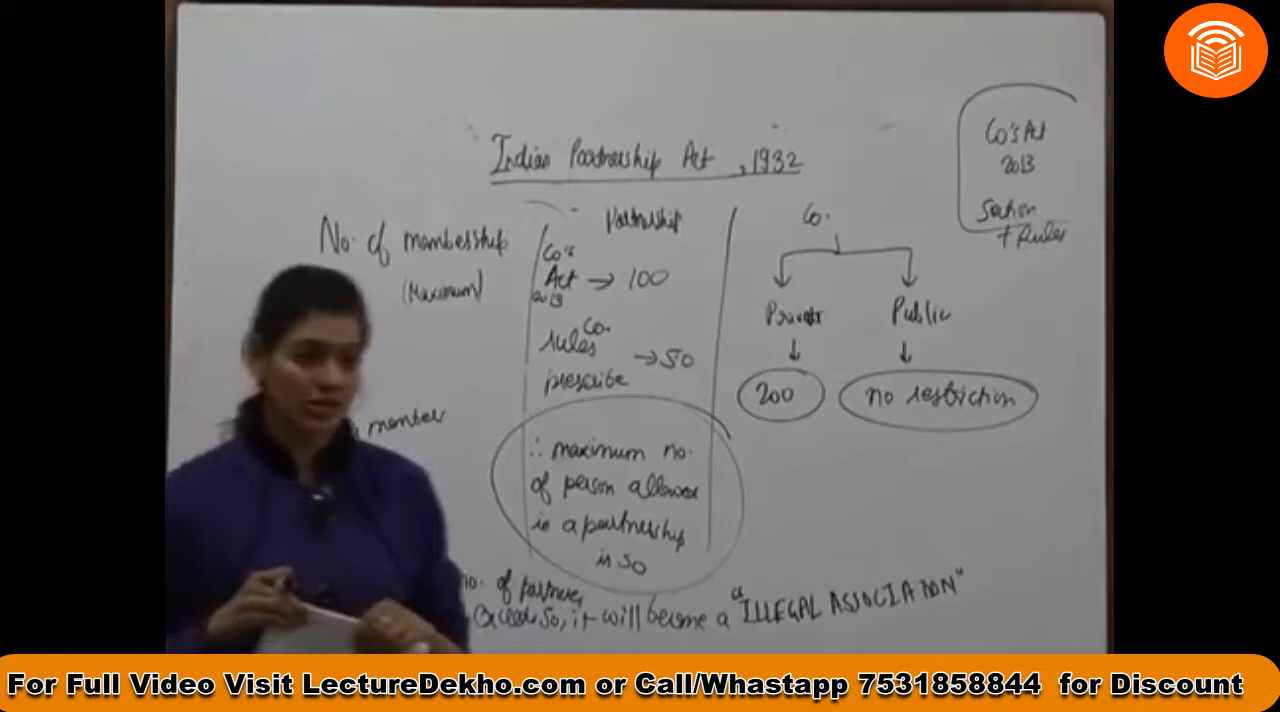 Indian Partnership Act, 1932
Co's Act
2013
Section
+ Rules
No. of membership
(Maximum)
Partnership
Co's
Act → 100
2013
Co.
rules → 50
prescribe
∴ maximum no.
of person allowed
in a partnership
is 50
Co.
Private Public
200 no restriction
member
no. of partners
exceeds 50, it will become a "ILLEGAL ASSOCIATION"
For Full Video Visit LectureDekho.com or Call/Whastapp 7531858844 for Discount